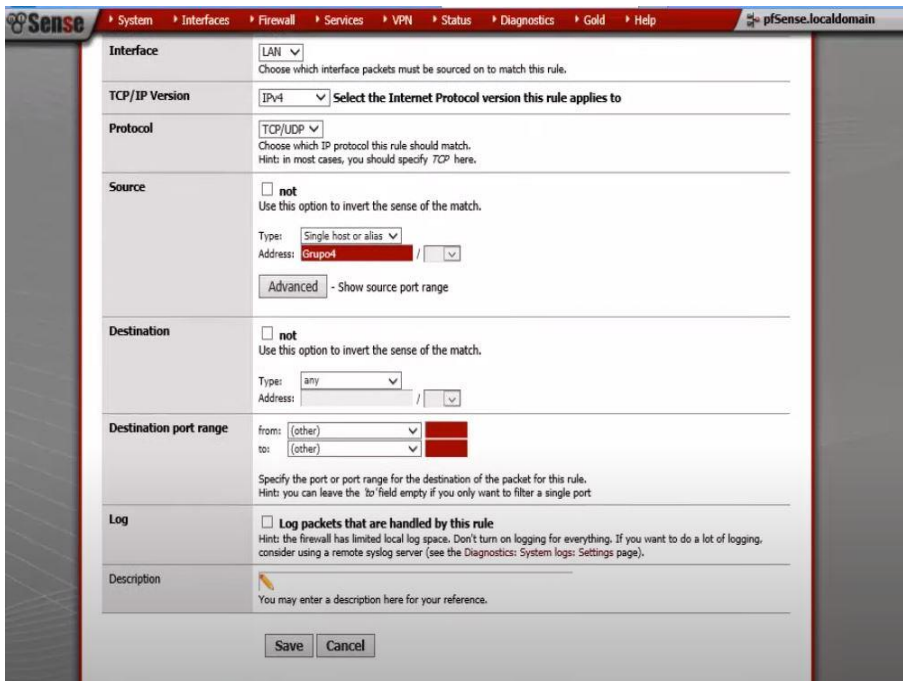 Sense
System Interfaces Firewall Services VPN Status Diagnostics Gold Help
pfSense.localdomain
Interface
LAN
Choose which interface packets must be sourced on to match this rule.
TCP/IP Version
IPv4 Select the Internet Protocol version this rule applies to
Protocol
TCP/UDP
Choose which IP protocol this rule should match.
Hint: in most cases, you should specify TCP here.
Source
not
Use this option to invert the sense of the match.
Type: Single host or alias
Address: Grupo4 /
Advanced - Show source port range
Destination
not
Use this option to invert the sense of the match.
Type: any
Address: /
Destination port range
from: (other)
to: (other)
Specify the port or port range for the destination of the packet for this rule.
Hint: you can leave the 'to' field empty if you only want to filter a single port
Log
Log packets that are handled by this rule
Hint: the firewall has limited local log space. Don't turn on logging for everything. If you want to do a lot of logging,
consider using a remote syslog server (see the Diagnostics: System logs: Settings page).
Description
You may enter a description here for your reference.
Save Cancel